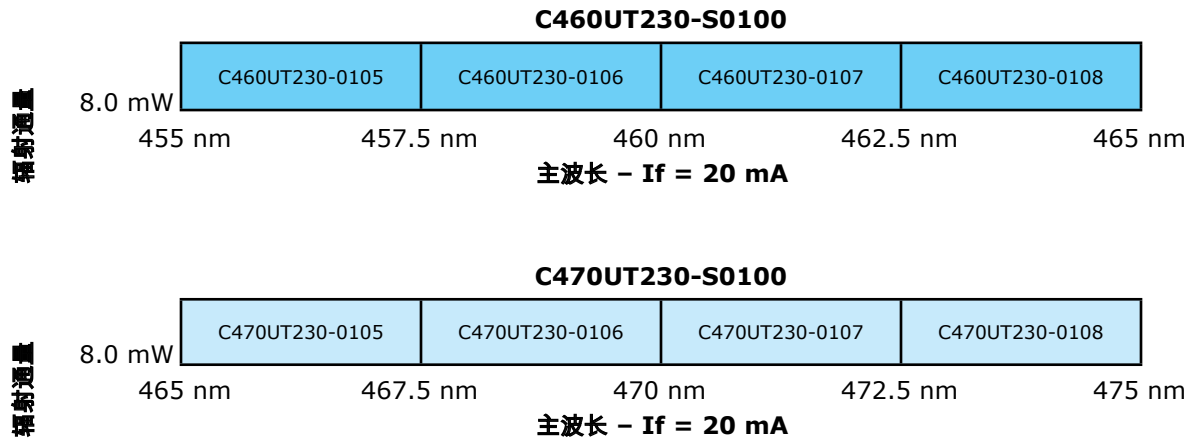 C460UT230-S0100
C460UT230-0105 C460UT230-0106 C460UT230-0107 C460UT230-0108
辐射通量
8.0 mW
455 nm 457.5 nm 460 nm 462.5 nm 465 nm
主波长 – If = 20 mA
C470UT230-S0100
C470UT230-0105 C470UT230-0106 C470UT230-0107 C470UT230-0108
辐射通量
8.0 mW
465 nm 467.5 nm 470 nm 472.5 nm 475 nm
主波长 – If = 20 mA